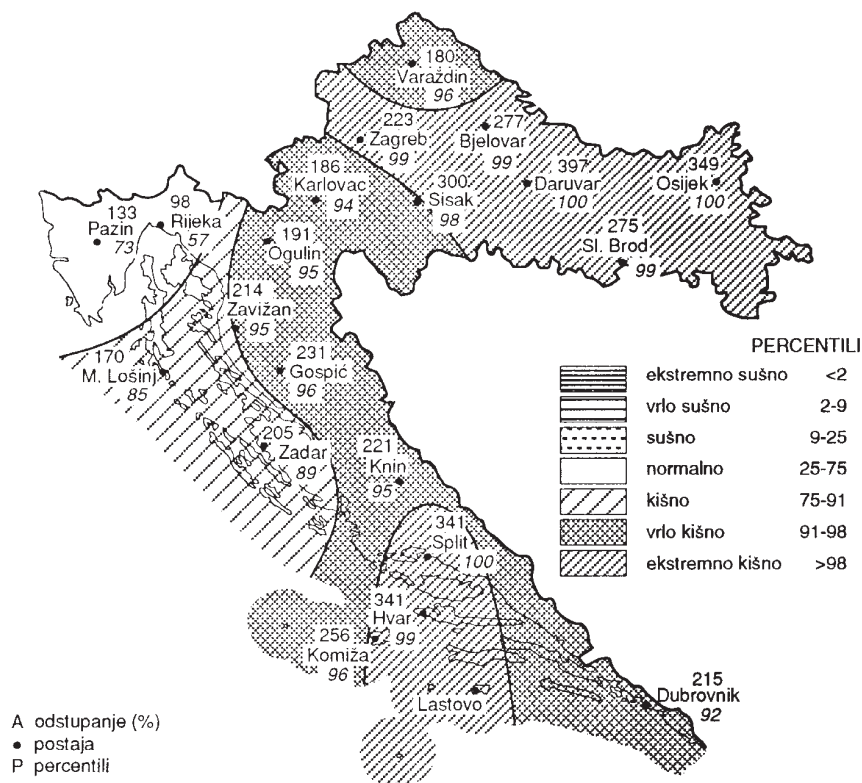 180
Varaždin
96
223
Zagreb
99
277
Bjelovar
99
186
Karlovac
94
300
Sisak
98
397
Daruvar
100
349
Osijek
100
275
Sl. Brod
99
133
Pazin
73
98
Rijeka
57
191
Ogulin
95
214
Zavižan
95
231
Gospić
96
170
M. Lošinj
85
205
Zadar
89
221
Knin
95
341
Split
100
341
Hvar
99
256
Komiža
96
Lastovo
215
Dubrovnik
92
PERCENTILI
ekstremno sušno <2
vrlo sušno 2-9
sušno 9-25
normalno 25-75
kišno 75-91
vrlo kišno 91-98
ekstremno kišno >98
A odstupanje (%)
• postaja
P percentili